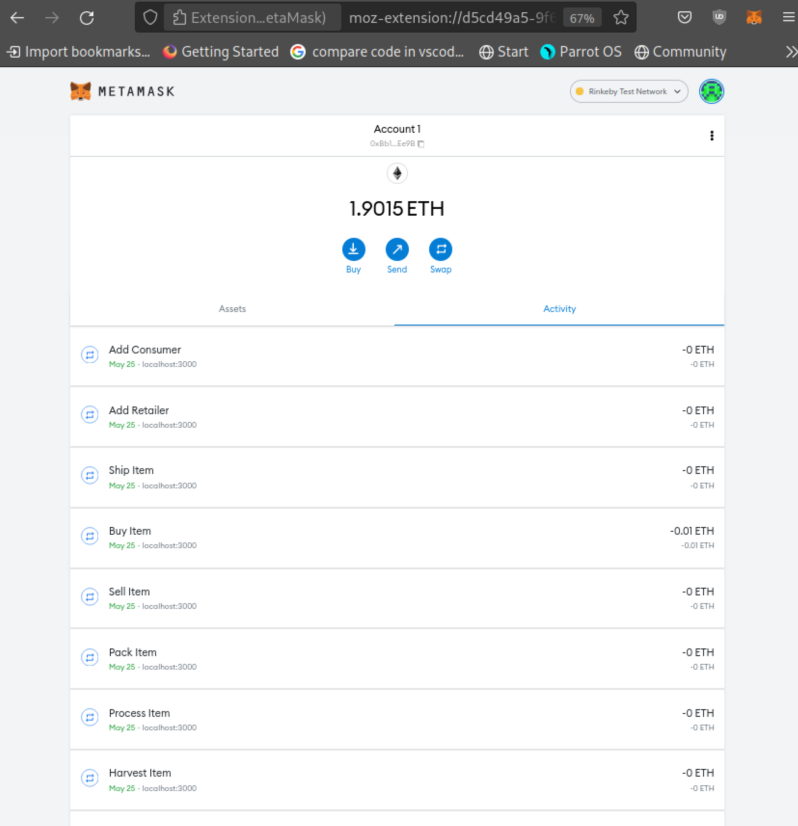 Extension...etaMask) moz-extension://d5cd49a5-9f6 67%
Import bookmarks... Getting Started compare code in vscod... Start Parrot OS Community
METAMASK Rinkeby Test Network
Account 1
0xBb1...Ee9B
1.9015 ETH
Buy Send Swap
Assets Activity
Add Consumer -0 ETH
May 25 · localhost:3000 -0 ETH
Add Retailer -0 ETH
May 25 · localhost:3000 -0 ETH
Ship Item -0 ETH
May 25 · localhost:3000 -0 ETH
Buy Item -0.01 ETH
May 25 · localhost:3000 -0.01 ETH
Sell Item -0 ETH
May 25 · localhost:3000 -0 ETH
Pack Item -0 ETH
May 25 · localhost:3000 -0 ETH
Process Item -0 ETH
May 25 · localhost:3000 -0 ETH
Harvest Item -0 ETH
May 25 · localhost:3000 -0 ETH